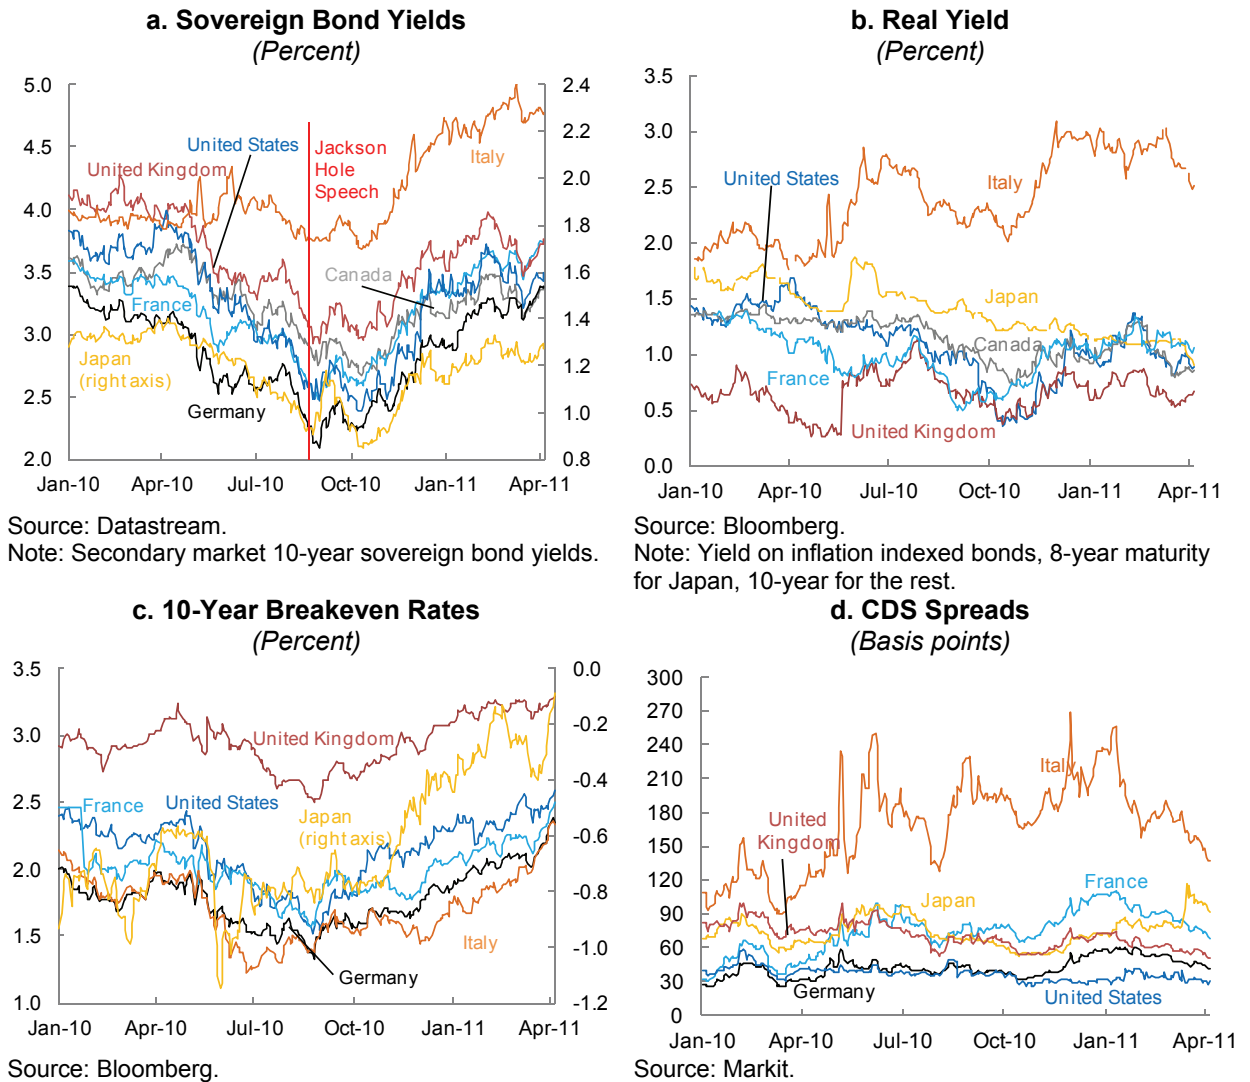 a. Sovereign Bond Yields
(Percent)
5.0
4.5
4.0
3.5
3.0
2.5
2.0
2.4
2.2
2.0
1.8
1.6
1.4
1.2
1.0
0.8
United States
United Kingdom
Jackson
Hole
Speech
Italy
Canada
France
Japan
(right axis)
Germany
Jan-10 Apr-10 Jul-10 Oct-10 Jan-11 Apr-11
Source: Datastream.
Note: Secondary market 10-year sovereign bond yields.
b. Real Yield
(Percent)
3.5
3.0
2.5
2.0
1.5
1.0
0.5
0.0
United States
Italy
Japan
Canada
France
United Kingdom
Jan-10 Apr-10 Jul-10 Oct-10 Jan-11 Apr-11
Source: Bloomberg.
Note: Yield on inflation indexed bonds, 8-year maturity
for Japan, 10-year for the rest.
c. 10-Year Breakeven Rates
(Percent)
3.5
3.0
2.5
2.0
1.5
1.0
0.0
-0.2
-0.4
-0.6
-0.8
-1.0
-1.2
United Kingdom
France
United States
Japan
(right axis)
Italy
Germany
Jan-10 Apr-10 Jul-10 Oct-10 Jan-11 Apr-11
Source: Bloomberg.
d. CDS Spreads
(Basis points)
300
270
240
210
180
150
120
90
60
30
0
Italy
United
Kingdom
France
Japan
Germany
United States
Jan-10 Apr-10 Jul-10 Oct-10 Jan-11 Apr-11
Source: Markit.